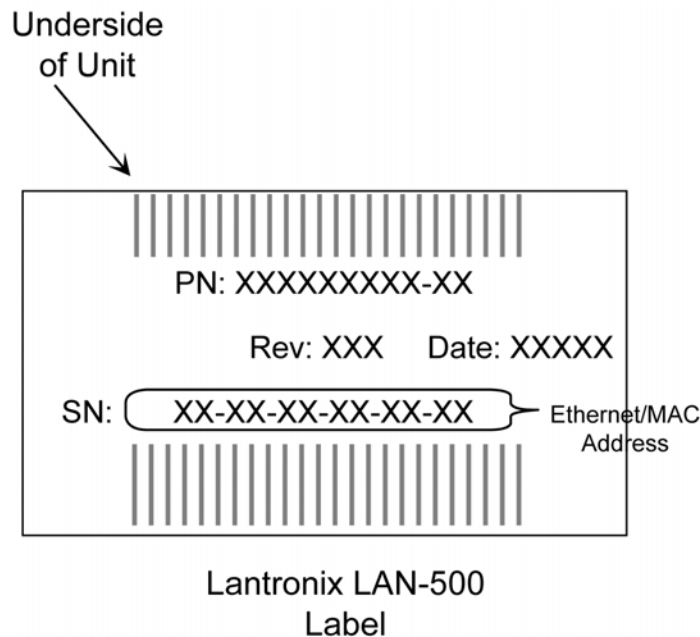 Underside
of Unit
PN: XXXXXXXXX-XX
Rev: XXX Date: XXXXX
SN: XX-XX-XX-XX-XX-XX
Ethernet/MAC
Address
Lantronix LAN-500
Label